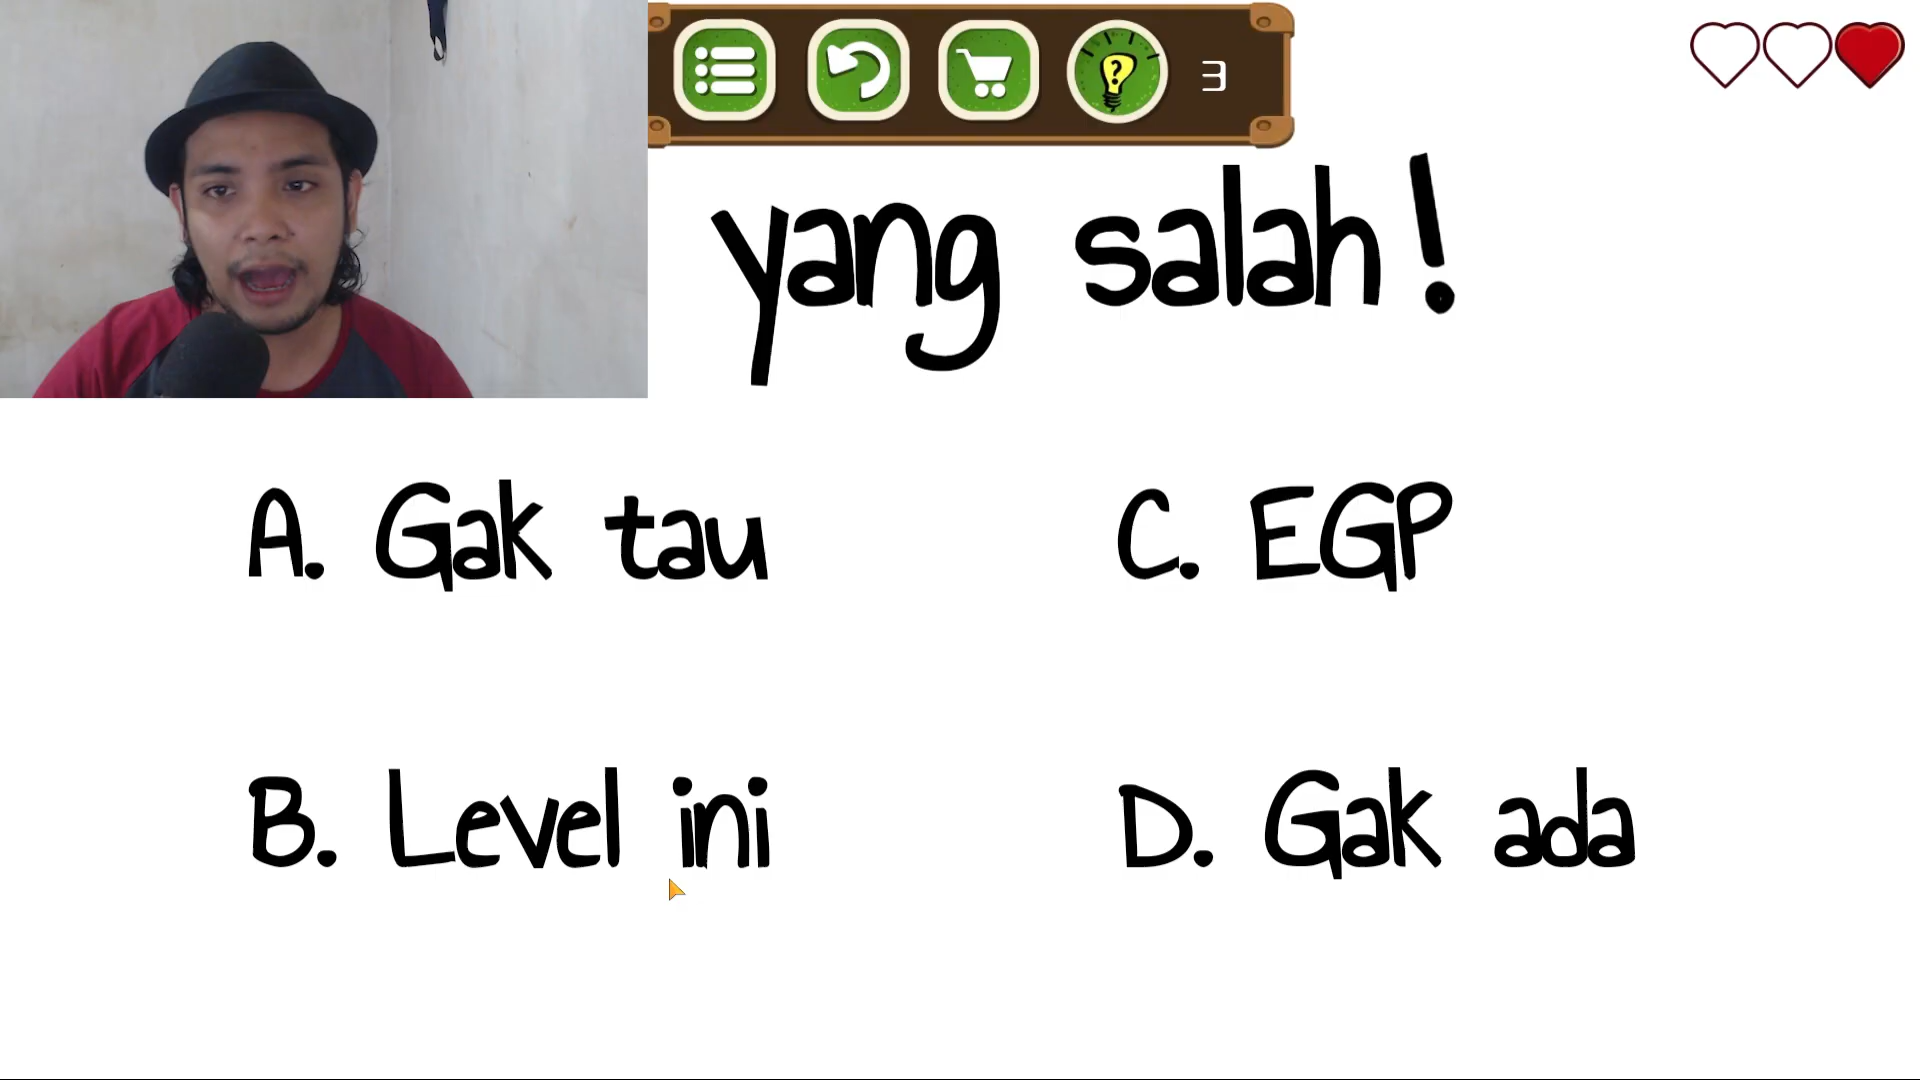 3
yang salah!
A. Gak tau
C. EGP
B. Level ini
D. Gak ada